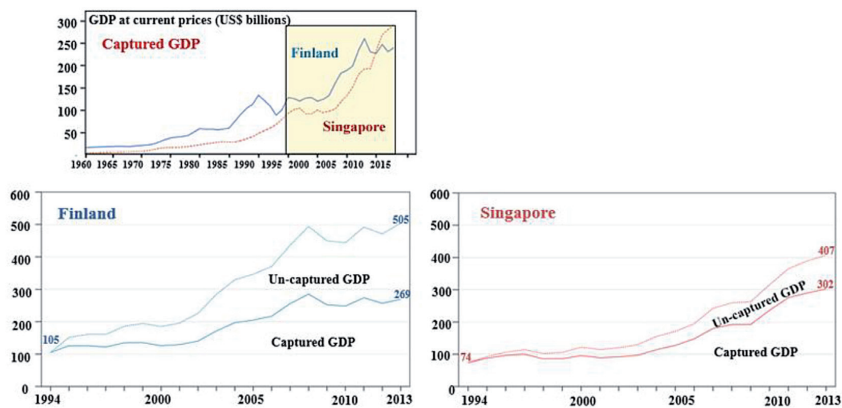 GDP at current prices (US$ billions)
300
Captured GDP
Finland
250
200
150
100
Singapore
50
1960 1965 1970 1975 1980 1985 1990 1995 2000 2005 2010 2015
600
Finland
505
500
400
Un-captured GDP
300
269
200
105
Captured GDP
100
0
1994 2000 2005 2010 2013
600
Singapore
500
407
400
Un-captured GDP
302
300
200
Captured GDP
100
74
0
1994 2000 2005 2010 2013